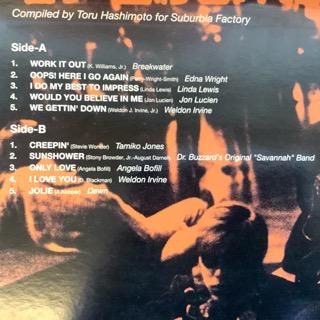 Compiled by Toru Hashimoto for Suburbia Factory
Side-A
1. WORK IT OUT (K. Williams, Jr.) Breakwater
2. OOPS! HERE I GO AGAIN (Perry-Wright-Smith) Edna Wright
3. I DO MY BEST TO IMPRESS (Linda Lewis) Linda Lewis
4. WOULD YOU BELIEVE IN ME (Jon Lucien) Jon Lucien
5. WE GETTIN' DOWN (Weldon J. Irvine, Jr.) Weldon Irvine
Side-B
1. CREEPIN' (Stevie Wonder) Tamiko Jones
2. SUNSHOWER (Stony Browder, Jr.-August Darnell) Dr. Buzzard's Original "Savannah" Band
3. ONLY LOVE (Angela Bofill) Angela Bofill
4. I LOVE YOU (D. Blackman) Weldon Irvine
5. JOLIE Dawn